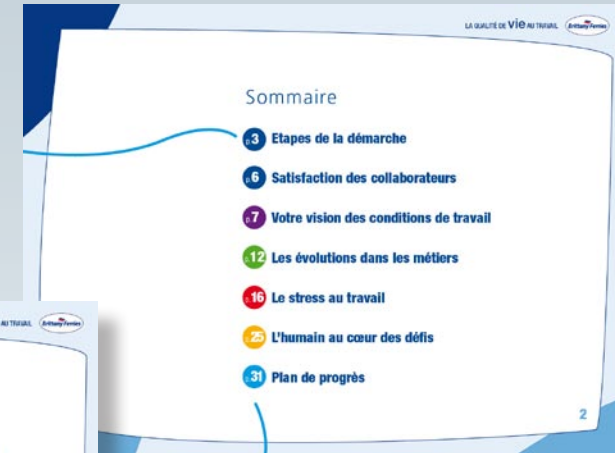 LA QUALITÉ DE vie AU TRAVAIL Brittany Ferries
Sommaire
p.3 Etapes de la démarche
p.6 Satisfaction des collaborateurs
p.7 Votre vision des conditions de travail
p.12 Les évolutions dans les métiers
p.16 Le stress au travail
p.25 L'humain au cœur des défis
p.31 Plan de progrès
2
AU TRAVAIL Brittany Ferries